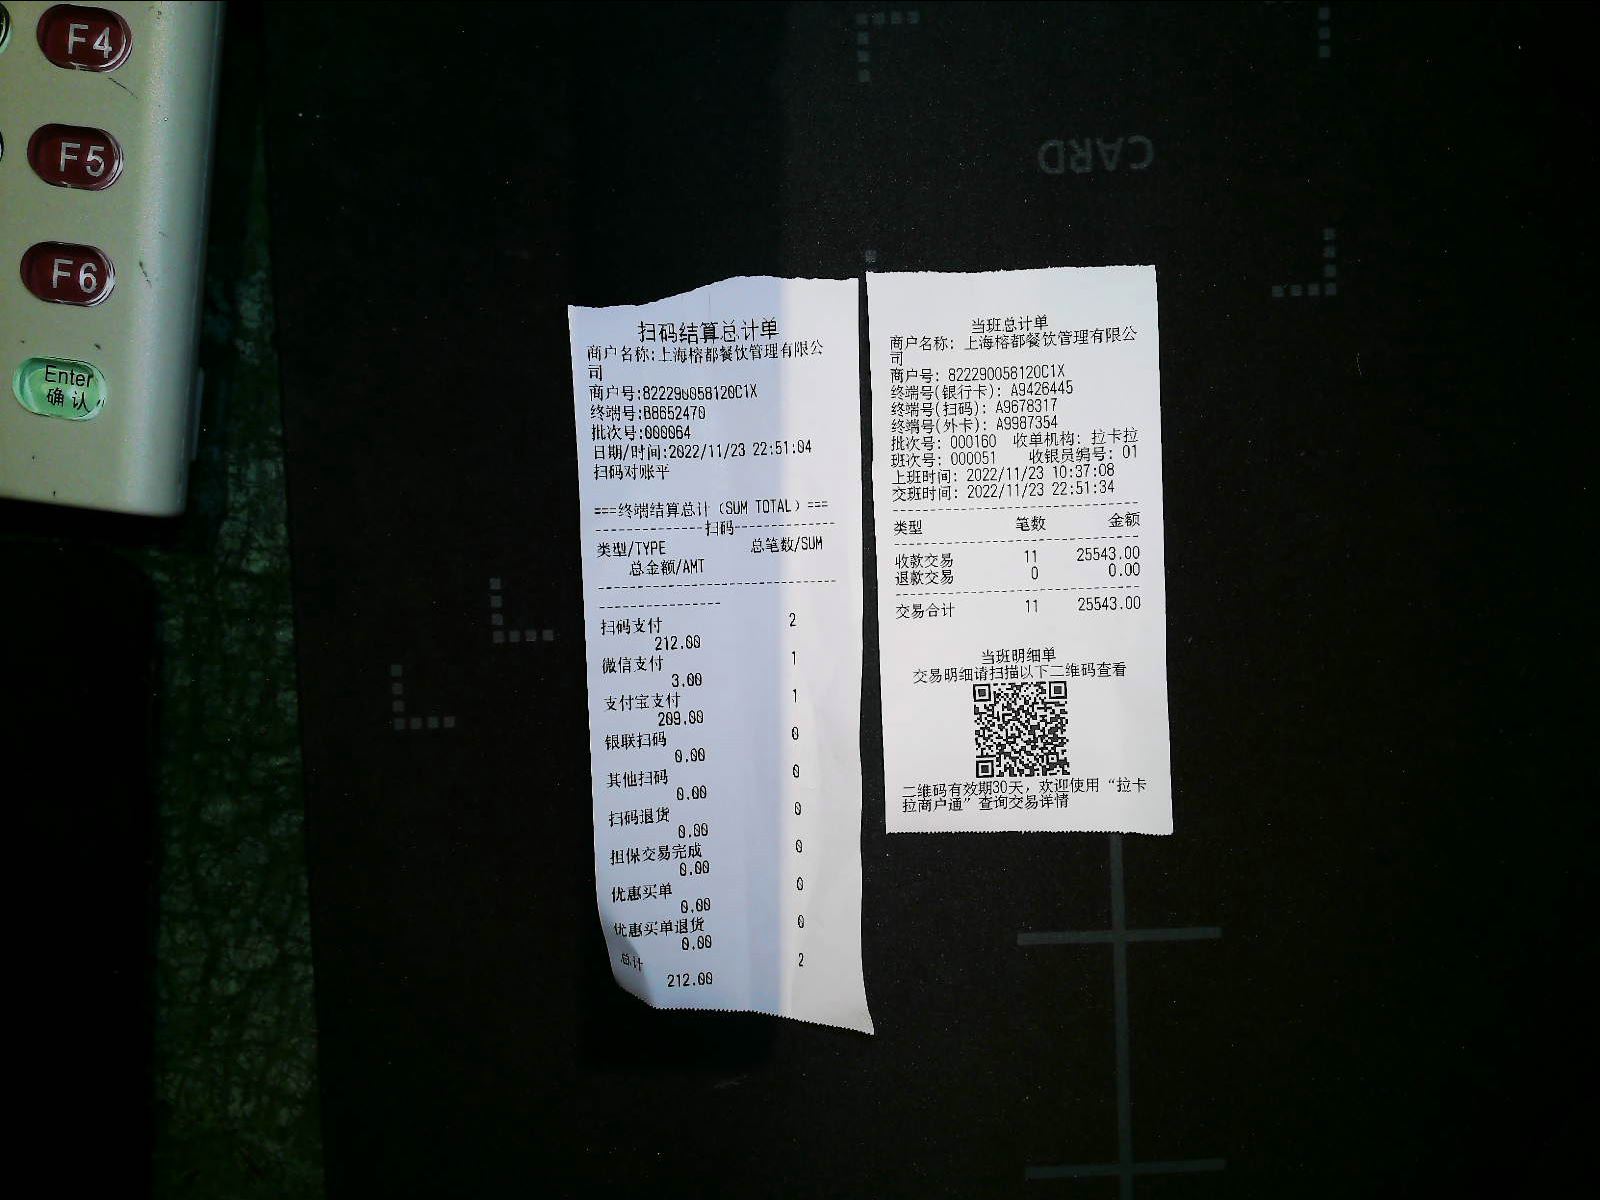 F4
F5
F6
Enter
确认
CARD
扫码结算总计单
商户名称:上海榕都餐饮管理有限公
司
商户号:822290058120C1X
终端号:B8652470
批次号:000064
日期/时间:2022/11/23 22:51:04
扫码对账平
===终端结算总计（SUM TOTAL）===
----------------扫码---------------
类型/TYPE 总笔数/SUM
总金额/AMT
扫码支付 2
212.00
微信支付 1
3.00
支付宝支付 1
209.00
银联扫码 0
0.00
其他扫码 0
0.00
扫码退货 0
0.00
担保交易完成 0
0.00
优惠买单 0
0.00
优惠买单退货 0
0.00
总计 2
212.00
当班总计单
商户名称: 上海榕都餐饮管理有限公
司
商户号: 822290058120C1X
终端号(银行卡): A9426445
终端号(扫码): A9678317
终端号(外卡): A9987354
批次号: 000160 收单机构: 拉卡拉
班次号: 000051 收银员编号: 01
上班时间: 2022/11/23 10:37:08
交班时间: 2022/11/23 22:51:34
类型 笔数 金额
收款交易 11 25543.00
退款交易 0 0.00
交易合计 11 25543.00
当班明细单
交易明细请扫描以下二维码查看
二维码有效期30天，欢迎使用“拉卡
拉商户通”查询交易详情